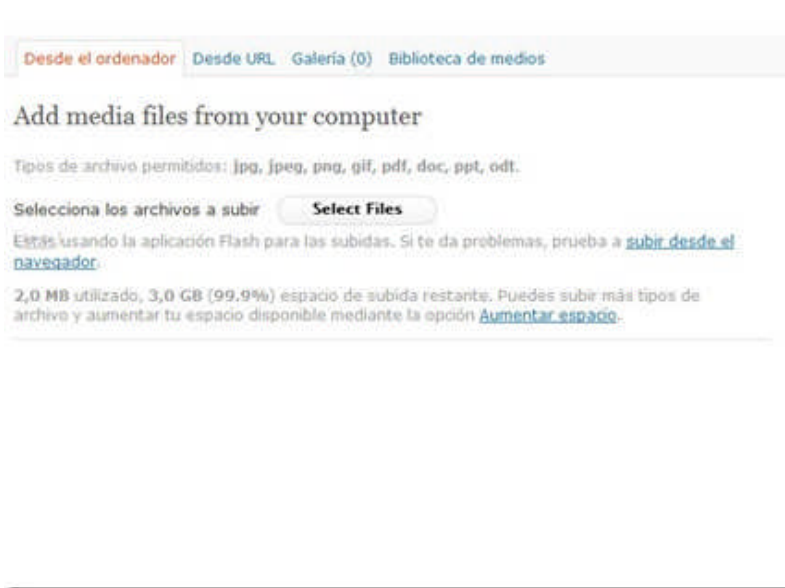 Desde el ordenador Desde URL Galería (0) Biblioteca de medios
Add media files from your computer
Tipos de archivo permitidos: jpg, jpeg, png, gif, pdf, doc, ppt, odt.
Selecciona los archivos a subir Select Files
Estás usando la aplicación Flash para las subidas. Si te da problemas, prueba a subir desde el
navegador.
2,0 MB utilizado, 3,0 GB (99.9%) espacio de subida restante. Puedes subir más tipos de
archivo y aumentar tu espacio disponible mediante la opción Aumentar espacio.